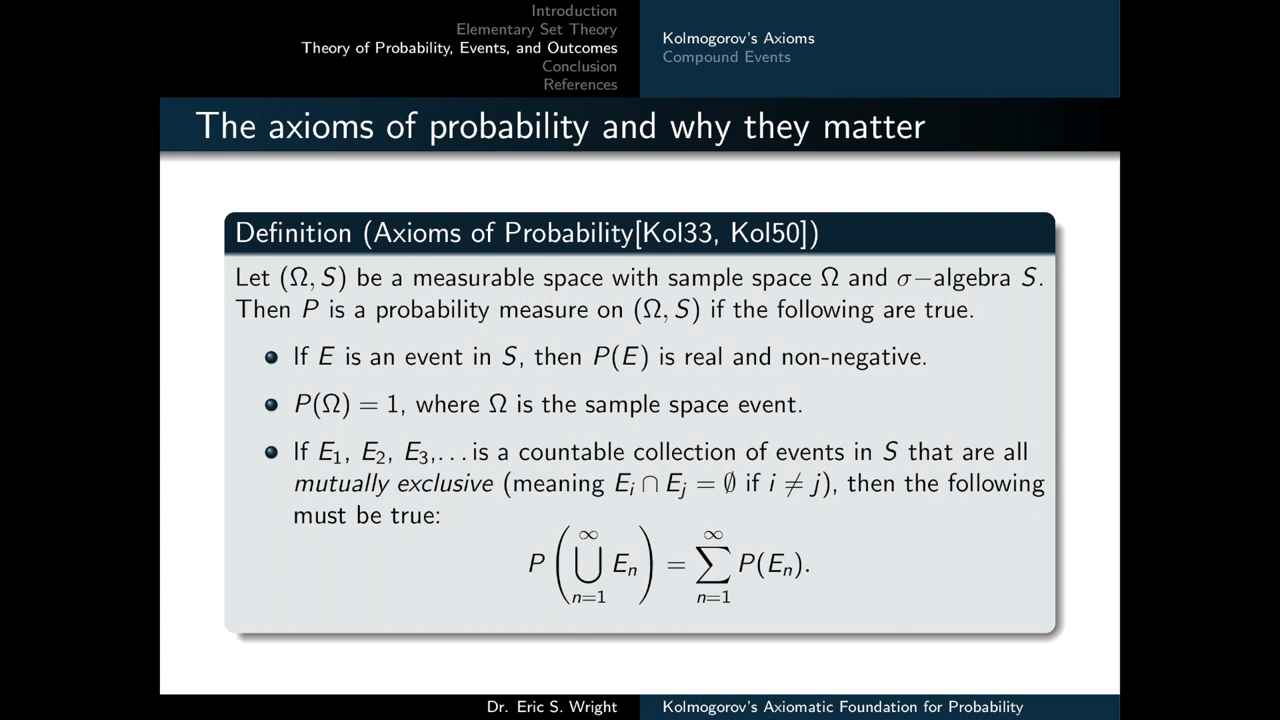 Introduction
Elementary Set Theory
Theory of Probability, Events, and Outcomes
Conclusion
References
Kolmogorov's Axioms
Compound Events
The axioms of probability and why they matter
Definition (Axioms of Probability[Kol33, Kol50])
Let (Ω, S) be a measurable space with sample space Ω and σ−algebra S.
Then P is a probability measure on (Ω, S) if the following are true.
If E is an event in S, then P(E) is real and non-negative.
P(Ω) = 1, where Ω is the sample space event.
If E₁, E₂, E₃,... is a countable collection of events in S that are all
mutually exclusive (meaning Eᵢ ∩ Eⱼ = ∅ if i ≠ j), then the following
must be true:
P(⋃_{n=1}^{∞} Eₙ) = ∑_{n=1}^{∞} P(Eₙ).
Dr. Eric S. Wright
Kolmogorov's Axiomatic Foundation for Probability